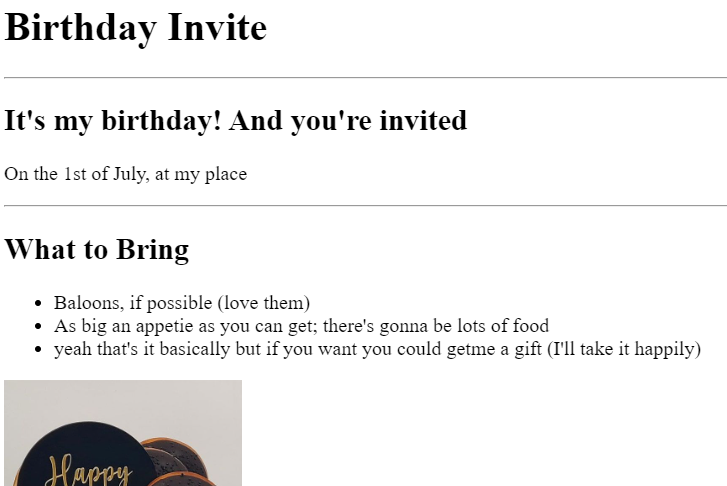 Birthday Invite
It's my birthday! And you're invited
On the 1st of July, at my place
What to Bring
Baloons, if possible (love them)
As big an appetie as you can get; there's gonna be lots of food
yeah that's it basically but if you want you could getme a gift (I'll take it happily)
Happy